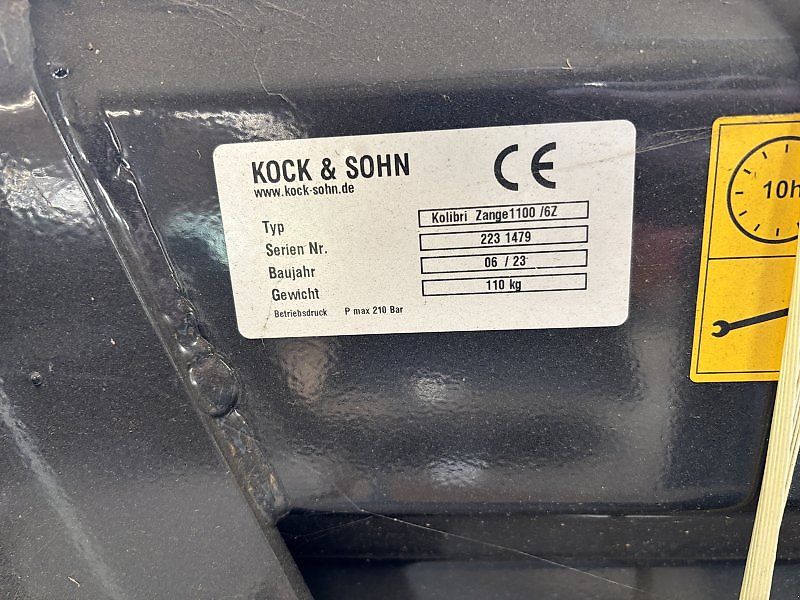 KOCK & SOHN CE
www.kock-sohn.de
Typ Kolibri Zange1100 /6Z
Serien Nr. 223 1479
Baujahr 06 / 23
Gewicht 110 kg
Betriebsdruck P max 210 Bar
10h